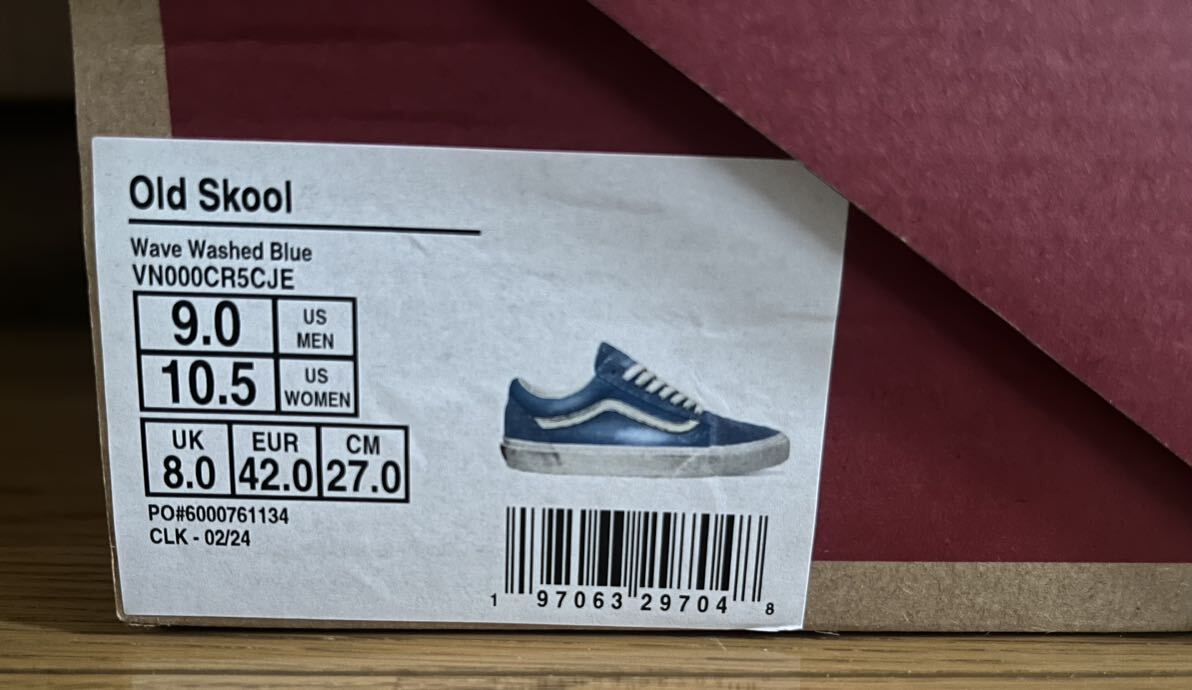 Old Skool
Wave Washed Blue
VN000CR5CJE
9.0 US MEN
10.5 US WOMEN
UK EUR CM
8.0 42.0 27.0
PO#6000761134
CLK - 02/24
1 97063 29704 8